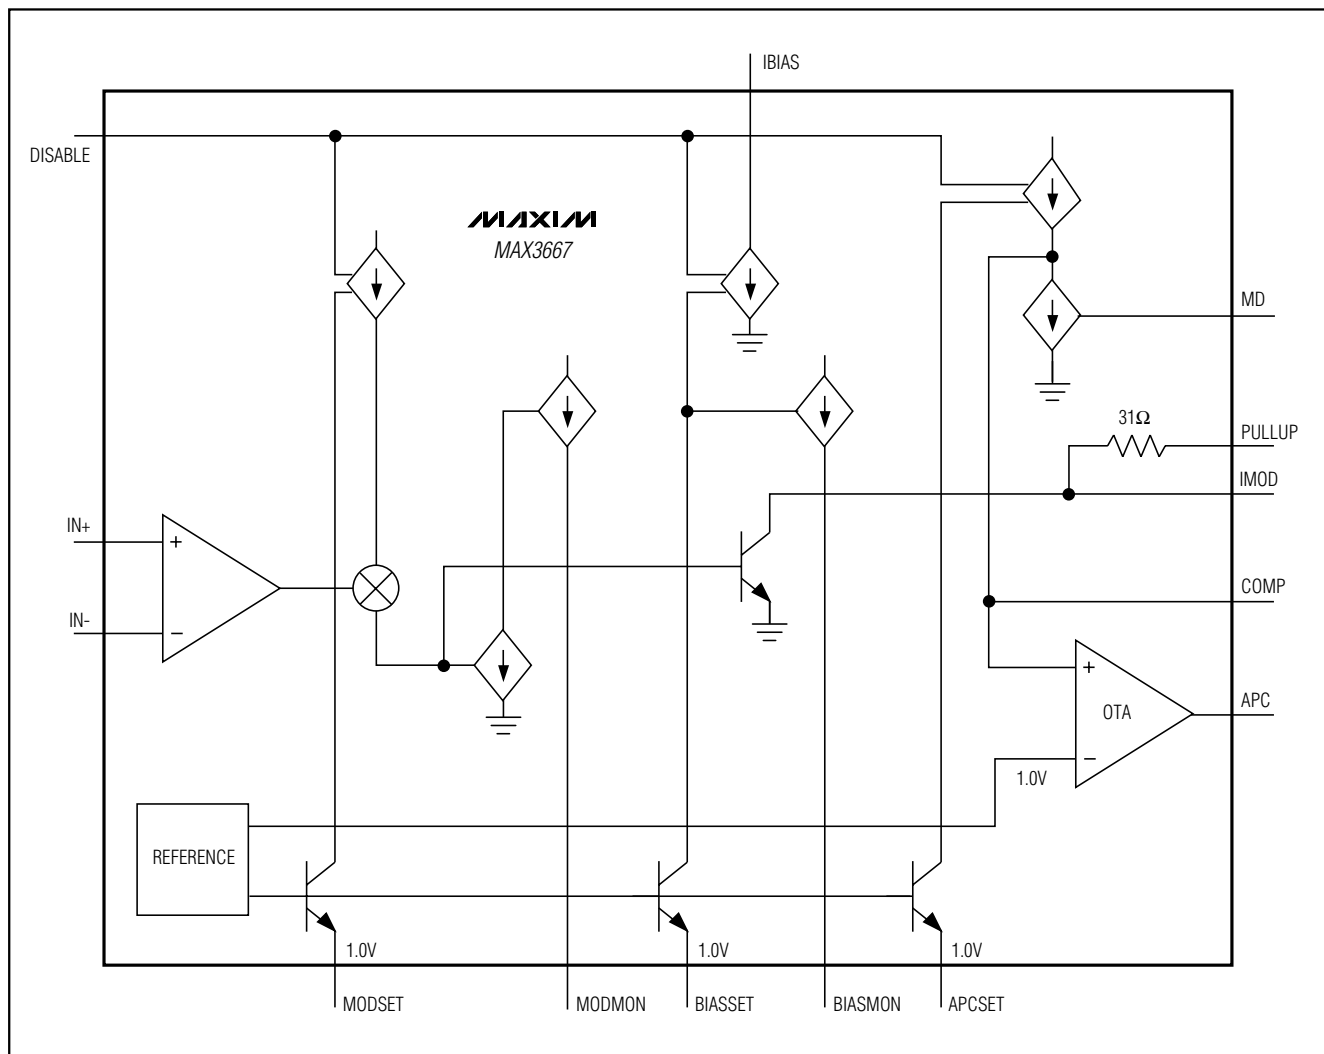 IBIAS
DISABLE
MAXIM
MAX3667
MD
31Ω
PULLUP
IMOD
IN+
+
COMP
IN-
−
+
OTA
APC
−
1.0V
REFERENCE
1.0V
1.0V
1.0V
MODSET
MODMON
BIASSET
BIASMON
APCSET